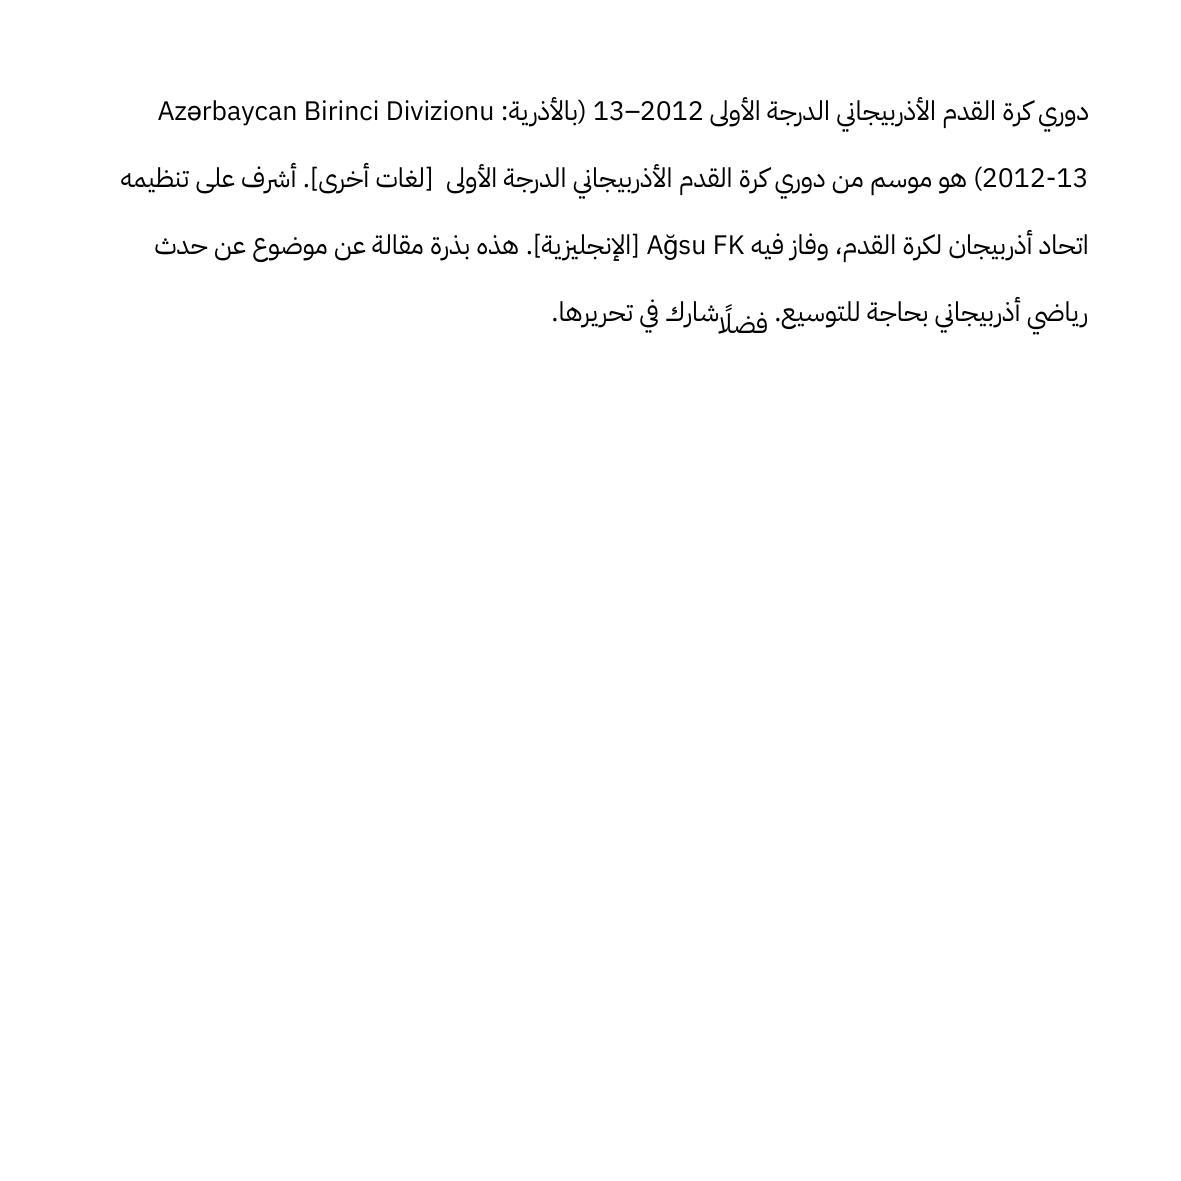 دوري كرة القدم الأذربيجاني الدرجة الأولى 2012–13 (بالأذرية: Azərbaycan Birinci Divizionu
2012-13) هو موسم من دوري كرة القدم الأذربيجاني الدرجة الأولى [لغات أخرى]. أشرف على تنظيمه
اتحاد أذربيجان لكرة القدم، وفاز فيه Ağsu FK [الإنجليزية]. هذه بذرة مقالة عن موضوع عن حدث
رياضي أذربيجاني بحاجة للتوسيع. فضلًا شارك في تحريرها.